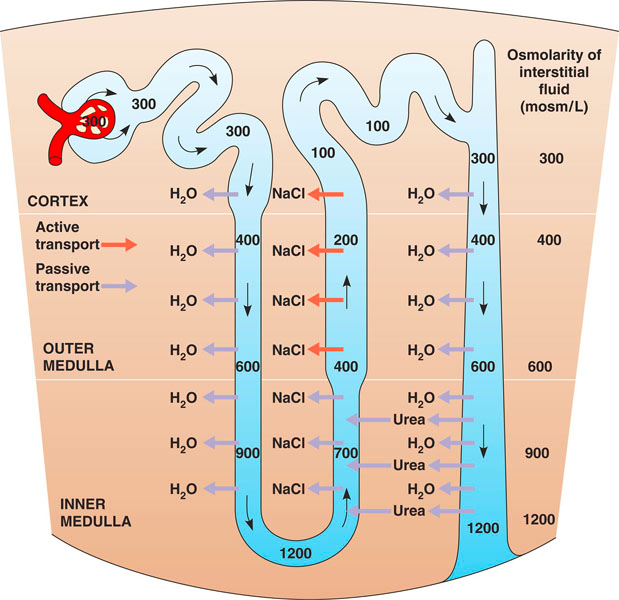 Osmolarity of
interstitial
fluid
(mosm/L)
300
300
300
100
100
300
300
CORTEX
H₂O
NaCl
H₂O
Active
transport
400
200
400
400
H₂O
NaCl
H₂O
Passive
transport
H₂O
NaCl
H₂O
OUTER
MEDULLA
H₂O
NaCl
H₂O
600
400
600
600
H₂O
NaCl
H₂O
Urea
H₂O
NaCl
H₂O
900
700
900
Urea
H₂O
NaCl
H₂O
INNER
MEDULLA
Urea
1200
1200
1200